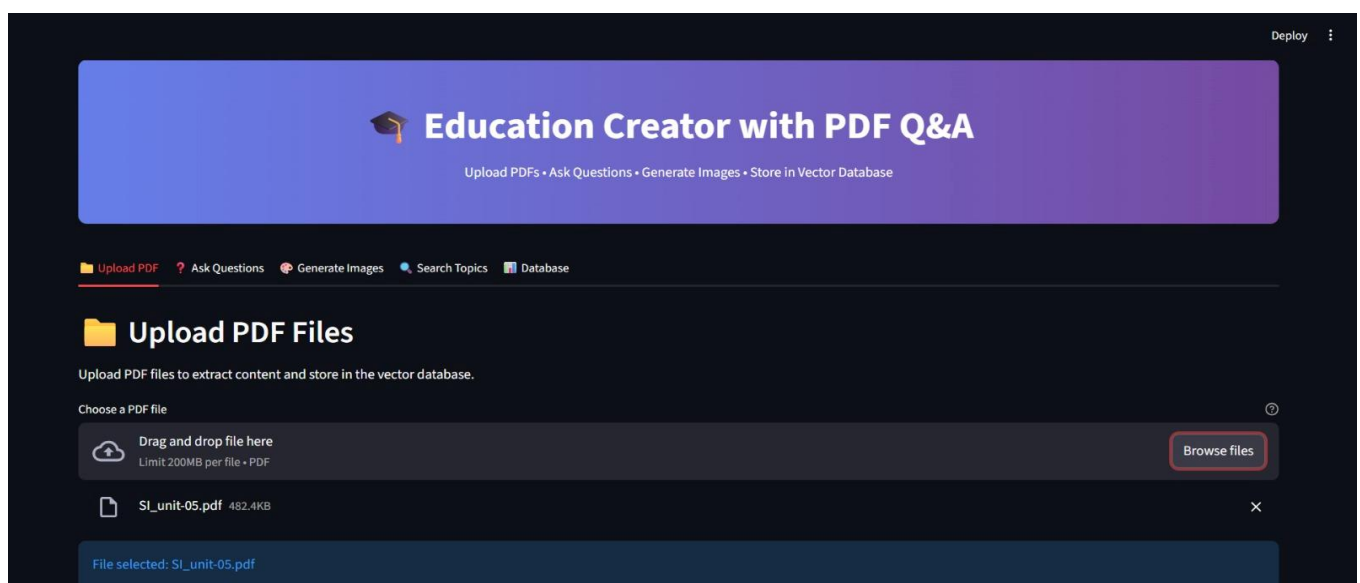 Deploy
Education Creator with PDF Q&A
Upload PDFs • Ask Questions • Generate Images • Store in Vector Database
Upload PDF ❓ Ask Questions Generate Images Search Topics Database
Upload PDF Files
Upload PDF files to extract content and store in the vector database.
Choose a PDF file
Drag and drop file here
Limit 200MB per file • PDF
Browse files
SI_unit-05.pdf 482.4KB
File selected: SI_unit-05.pdf